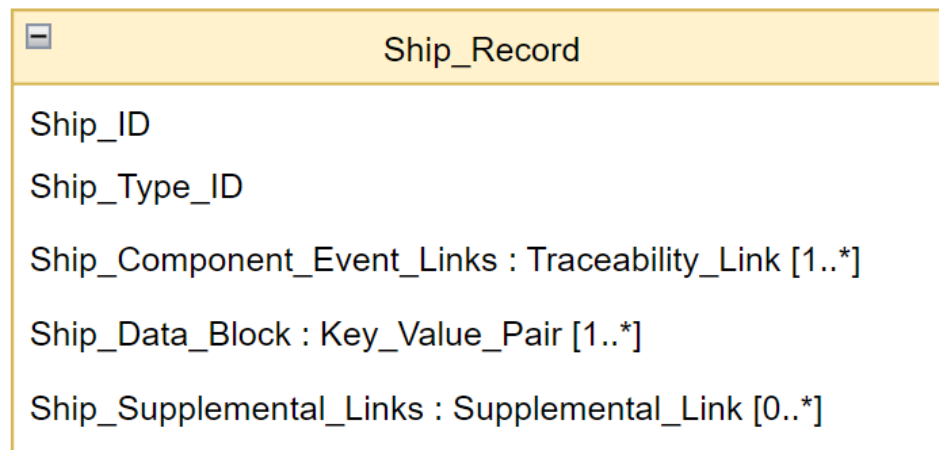 Ship_Record
Ship_ID
Ship_Type_ID
Ship_Component_Event_Links : Traceability_Link [1..*]
Ship_Data_Block : Key_Value_Pair [1..*]
Ship_Supplemental_Links : Supplemental_Link [0..*]